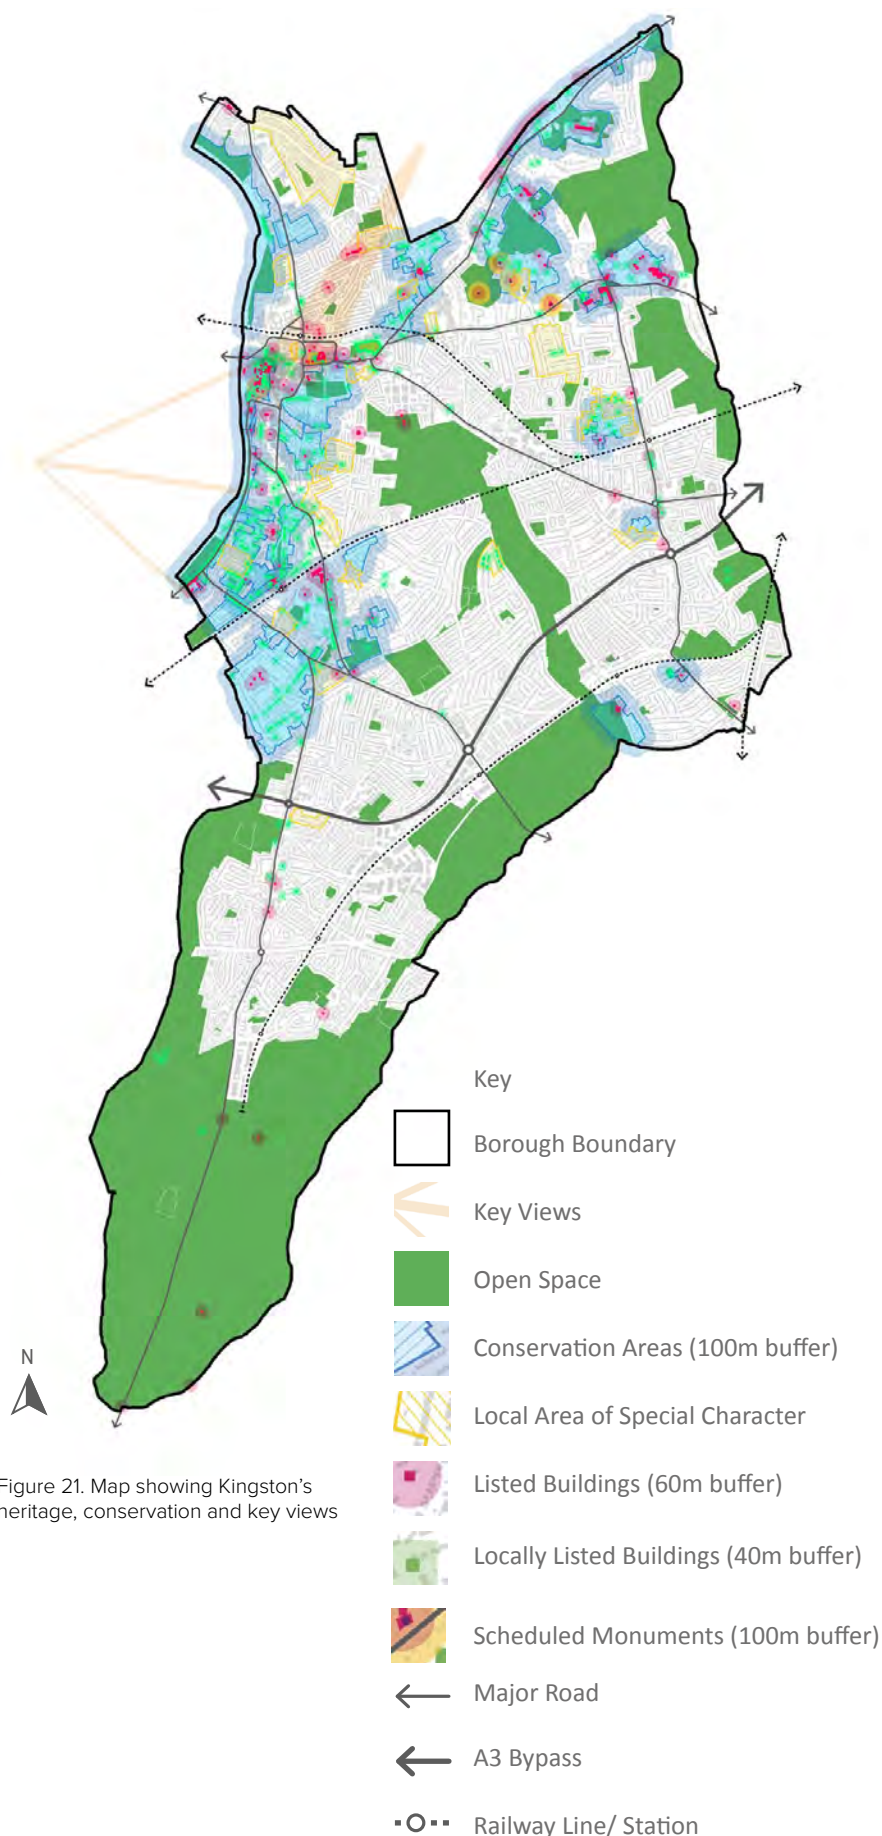 Key
Borough Boundary
Key Views
Open Space
Conservation Areas (100m buffer)
N
Local Area of Special Character
Figure 21. Map showing Kingston's
heritage, conservation and key views
Listed Buildings (60m buffer)
Locally Listed Buildings (40m buffer)
Scheduled Monuments (100m buffer)
Major Road
A3 Bypass
Railway Line/ Station